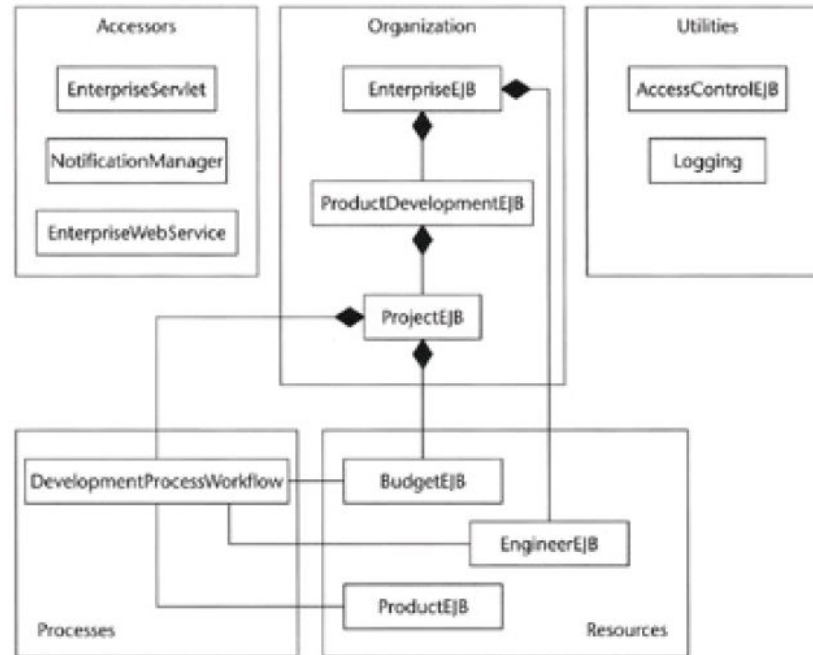 Accessors
EnterpriseServlet
NotificationManager
EnterpriseWebService
Organization
EnterpriseEJB
ProductDevelopmentEJB
ProjectEJB
Utilities
AccessControlEJB
Logging
DevelopmentProcessWorkflow
Processes
BudgetEJB
EngineerEJB
ProductEJB
Resources